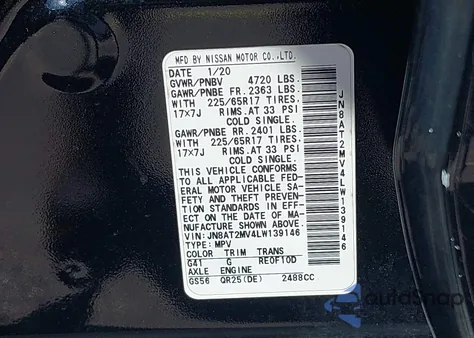 MFD BY NISSAN MOTOR CO.,LTD.
DATE 1/20
GVWR/PNBV 4720 LBS.
GAWR/PNBE FR. 2363 LBS.
WITH 225/65R17 TIRES.
17×7J RIMS.AT 33 PSI
COLD SINGLE.
GAWR/PNBE RR. 2401 LBS.
WITH 225/65R17 TIRES.
17×7J RIMS.AT 33 PSI
COLD SINGLE.
THIS VEHICLE CONFORMS
TO ALL APPLICABLE FED-
ERAL MOTOR VEHICLE SA-
FETY AND THEFT PREVEN-
TION STANDARDS IN EFF-
ECT ON THE DATE OF MA-
NUFACTURE SHOWN ABOVE.
VIN: JN8AT2MV4LW139146
TYPE: MPV
COLOR TRIM TRANS
G41 G RE0F10D
AXLE ENGINE
GS56 QR25(DE) 2488CC
JN8AT2MV4LW139146
AutoSnap